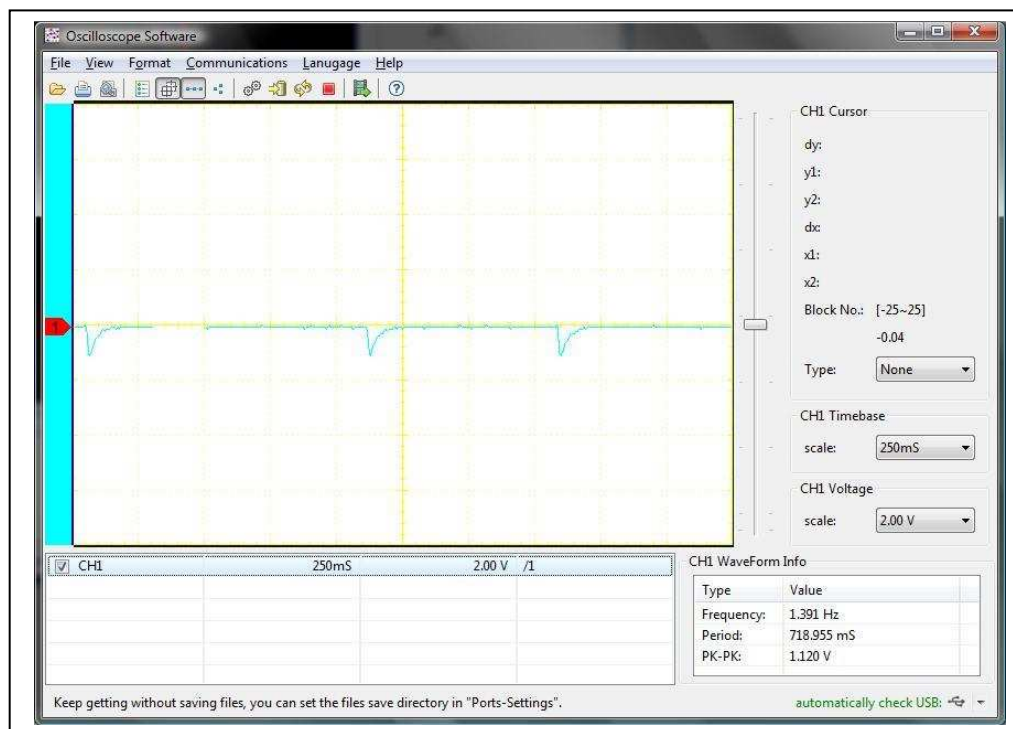 Oscilloscope Software
File View Format Communications Lanugage Help
1
CH1 Cursor
dy:
y1:
y2:
dx:
x1:
x2:
Block No.: [-25~25]
-0.04
Type: None
CH1 Timebase
scale: 250mS
CH1 Voltage
scale: 2.00 V
CH1 250mS 2.00 V /1
CH1 WaveForm Info
Type Value
Frequency: 1.391 Hz
Period: 718.955 mS
PK-PK: 1.120 V
Keep getting without saving files, you can set the files save directory in "Ports-Settings".
automatically check USB: